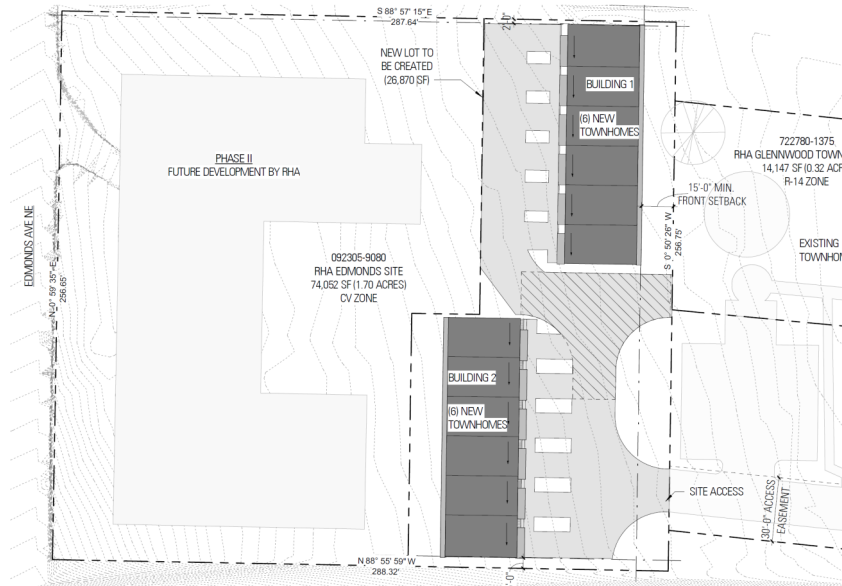 S 88° 57' 15" E
287.64'
2'-0"
NEW LOT TO
BE CREATED
(26,870 SF)
BUILDING 1
(6) NEW
TOWNHOMES
PHASE II
FUTURE DEVELOPMENT BY RHA
722780-1375
RHA GLENNWOOD TOWN
14,147 SF (0.32 ACR
R-14 ZONE
15'-0" MIN.
FRONT SETBACK
S 0° 50' 26" W
256.75'
EXISTING
TOWNHOM
EDMONDS AVE NE
N 0° 59' 35" E
256.65'
092305-9080
RHA EDMONDS SITE
74,052 SF (1.70 ACRES)
CV ZONE
BUILDING 2
(6) NEW
TOWNHOMES
SITE ACCESS
30'-0" ACCESS
EASEMENT
N 88° 55' 59" W
288.32'
-0"